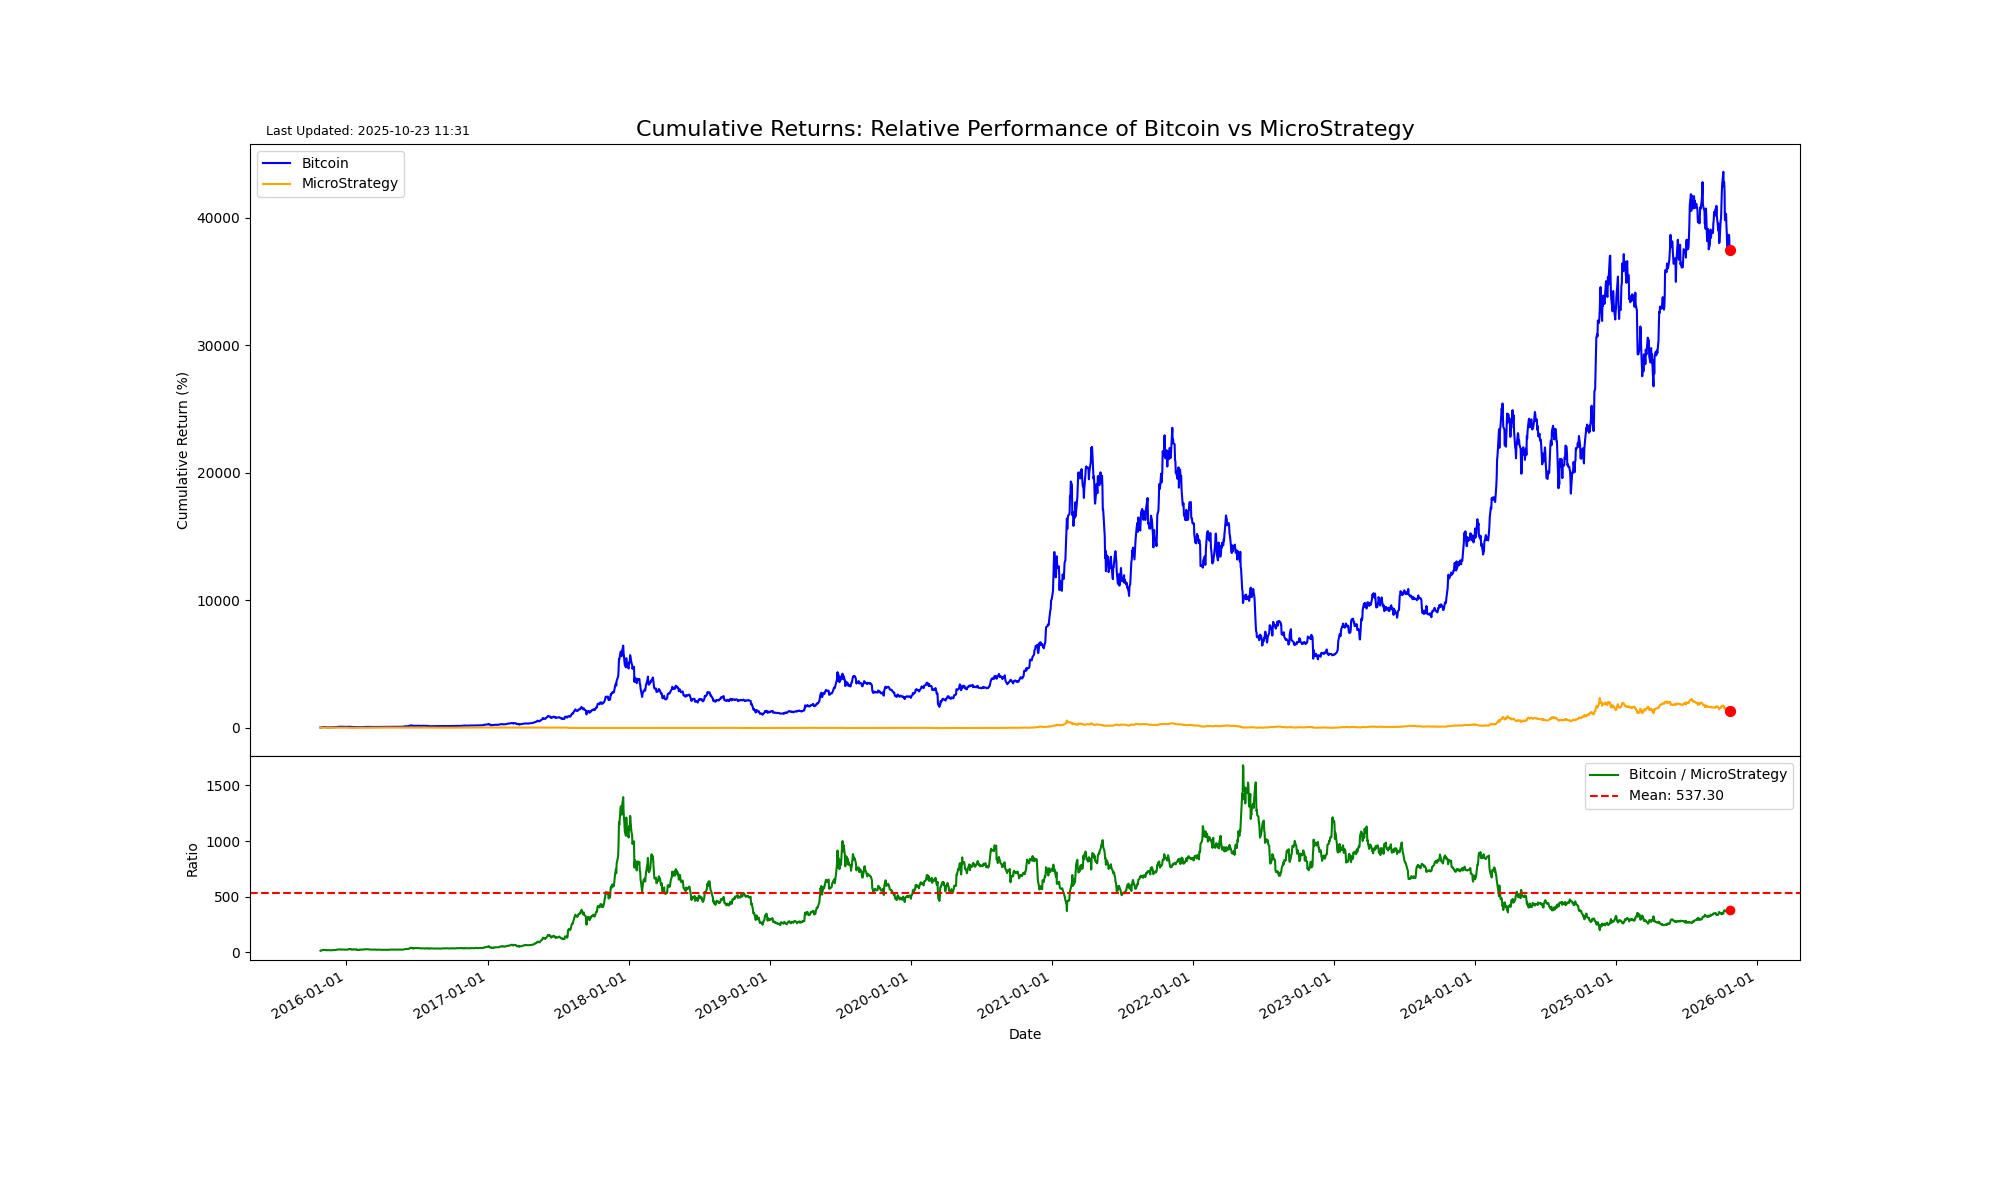 Last Updated: 2025-10-23 11:31
Cumulative Returns: Relative Performance of Bitcoin vs MicroStrategy
Bitcoin
MicroStrategy
40000
30000
20000
10000
0
Cumulative Return (%)
Bitcoin / MicroStrategy
Mean: 537.30
1500
1000
500
0
Ratio
2016-01-01
2017-01-01
2018-01-01
2019-01-01
2020-01-01
2021-01-01
2022-01-01
2023-01-01
2024-01-01
2025-01-01
2026-01-01
Date